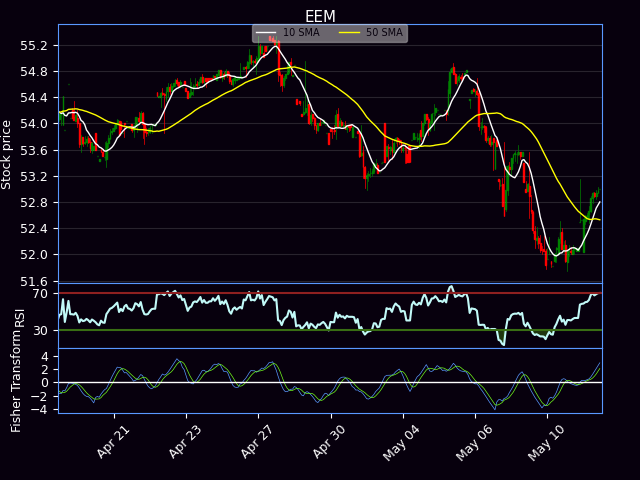 EEM
10 SMA 50 SMA
Stock price
55.2
54.8
54.4
54.0
53.6
53.2
52.8
52.4
52.0
51.6
RSI
70
30
Fisher Transform
4
2
0
−2
−4
Apr 21 Apr 23 Apr 27 Apr 30 May 04 May 06 May 10